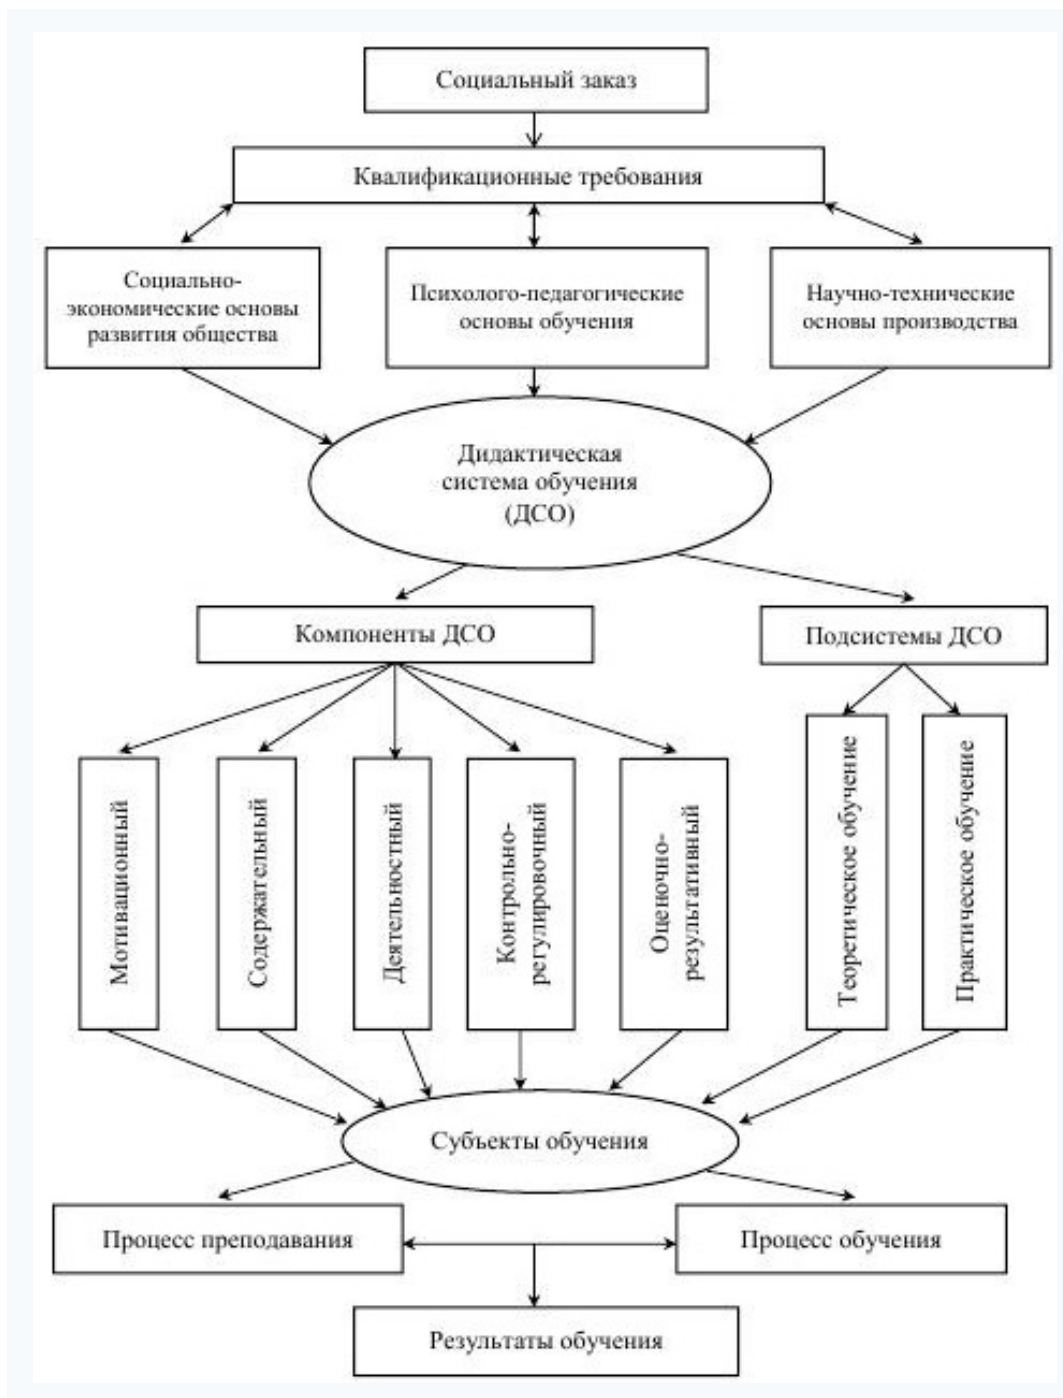 Социальный заказ
Квалификационные требования
Социально-
экономические основы
развития общества
Психолого-педагогические
основы обучения
Научно-технические
основы производства
Дидактическая
система обучения
(ДСО)
Компоненты ДСО
Подсистемы ДСО
Мотивационный
Содержательный
Деятельностный
Контрольно-
регулировочный
Оценочно-
результативный
Теоретическое обучение
Практическое обучение
Субъекты обучения
Процесс преподавания
Процесс обучения
Результаты обучения